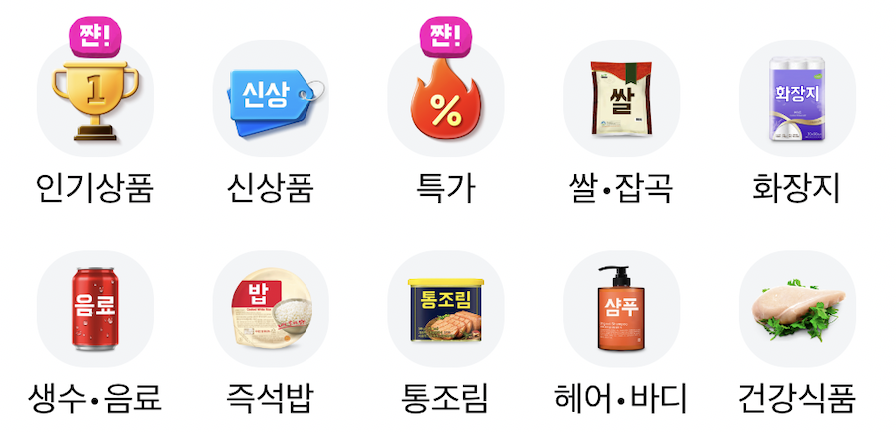 쨘! 쨘!
1 신상 % 쌀 화장지
인기상품 신상품 특가 쌀•잡곡 화장지
음료 밥 통조림 샴푸
생수•음료 즉석밥 통조림 헤어•바디 건강식품